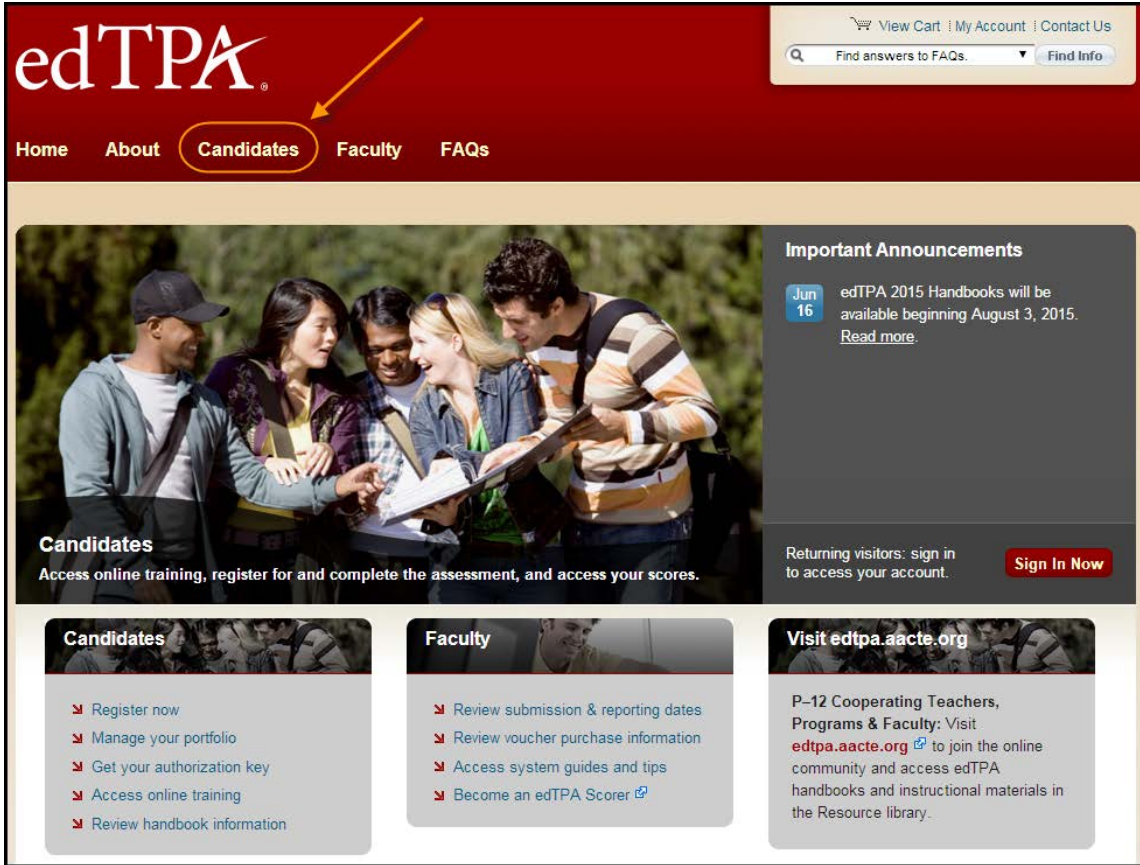 edTPA®
View Cart | My Account | Contact Us
Find answers to FAQs. ▼ Find Info
Home About Candidates Faculty FAQs
Important Announcements
Jun
16
edTPA 2015 Handbooks will be
available beginning August 3, 2015.
Read more.
Candidates
Access online training, register for and complete the assessment, and access your scores.
Returning visitors: sign in
to access your account.
Sign In Now
Candidates
Register now
Manage your portfolio
Get your authorization key
Access online training
Review handbook information
Faculty
Review submission & reporting dates
Review voucher purchase information
Access system guides and tips
Become an edTPA Scorer
Visit edtpa.aacte.org
P–12 Cooperating Teachers,
Programs & Faculty: Visit
edtpa.aacte.org to join the online
community and access edTPA
handbooks and instructional materials in
the Resource library.